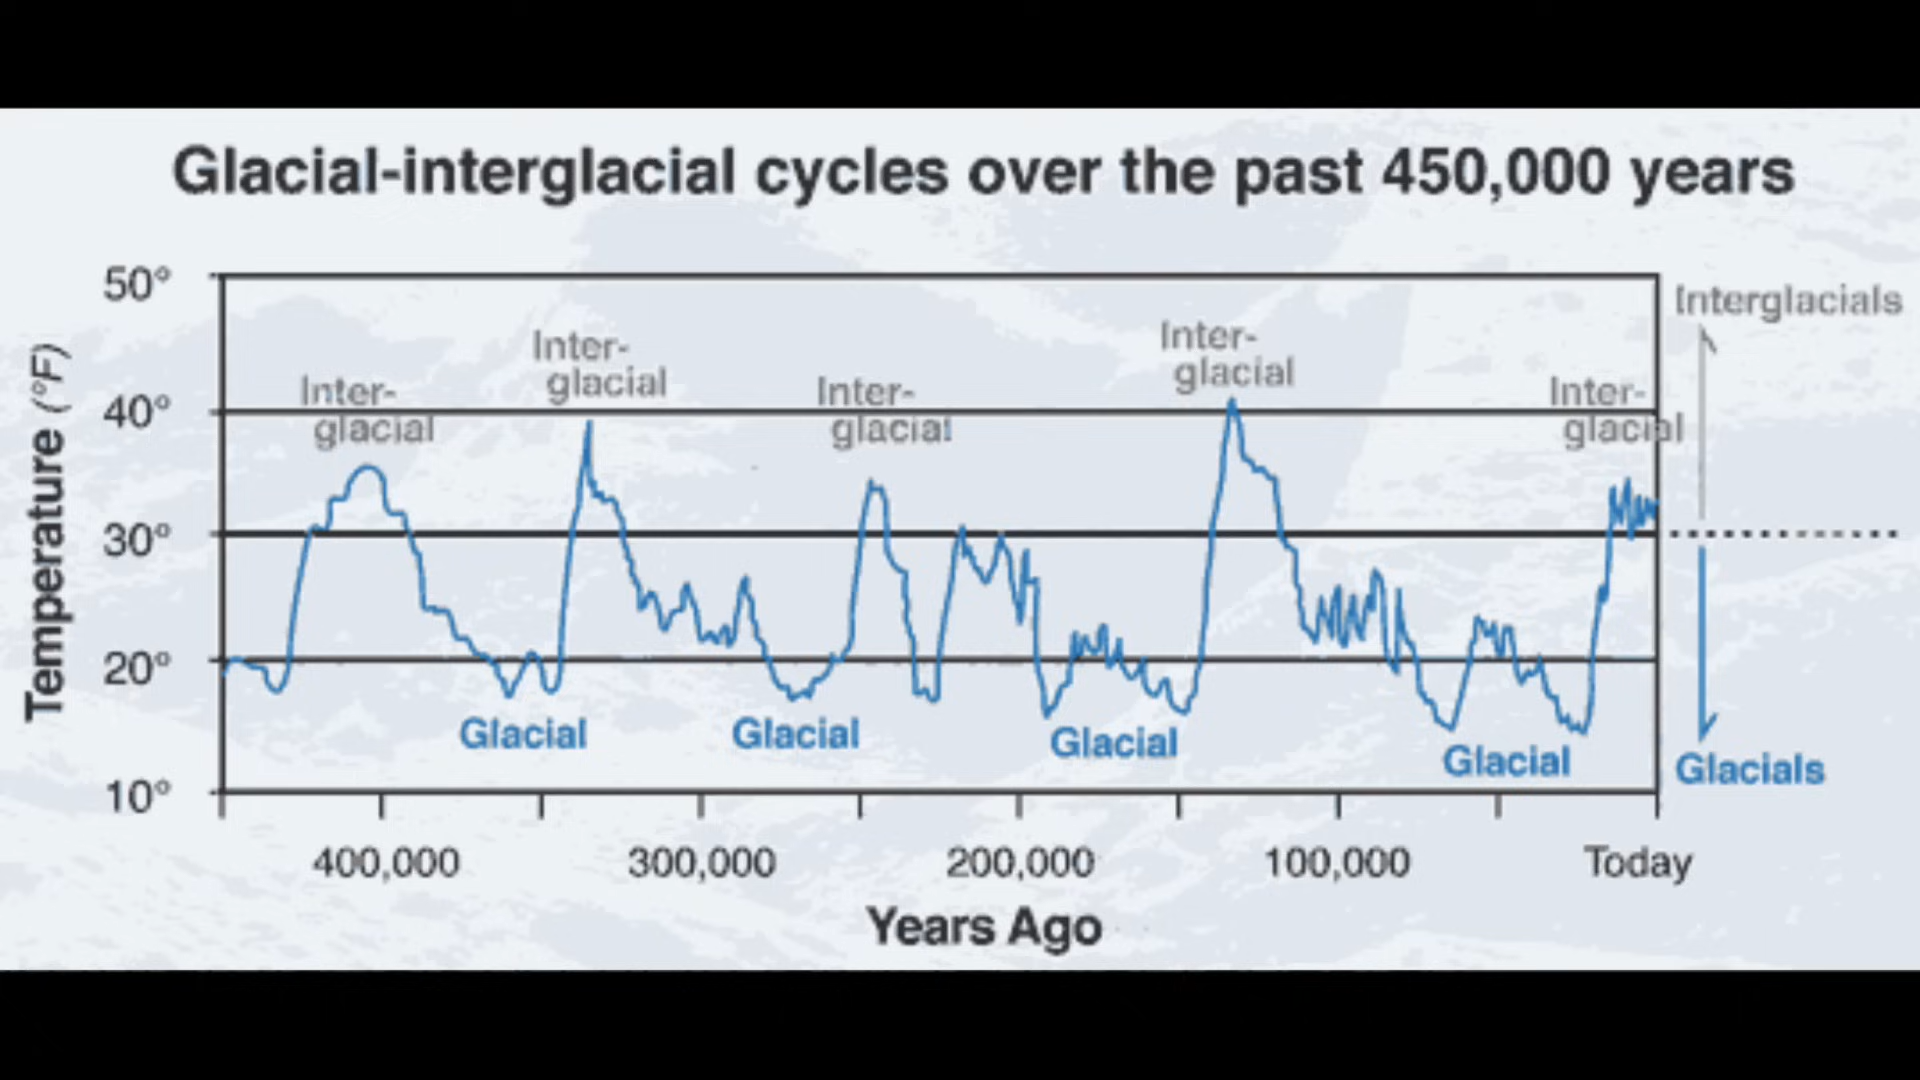 Glacial-interglacial cycles over the past 450,000 years
50°
40°
30°
20°
10°
Temperature (°F)
Inter-
glacial
Inter-
glacial
Inter-
glacial
Inter-
glacial
Inter-
glacial
Interglacials
Glacial
Glacial
Glacial
Glacial
Glacials
400,000 300,000 200,000 100,000 Today
Years Ago